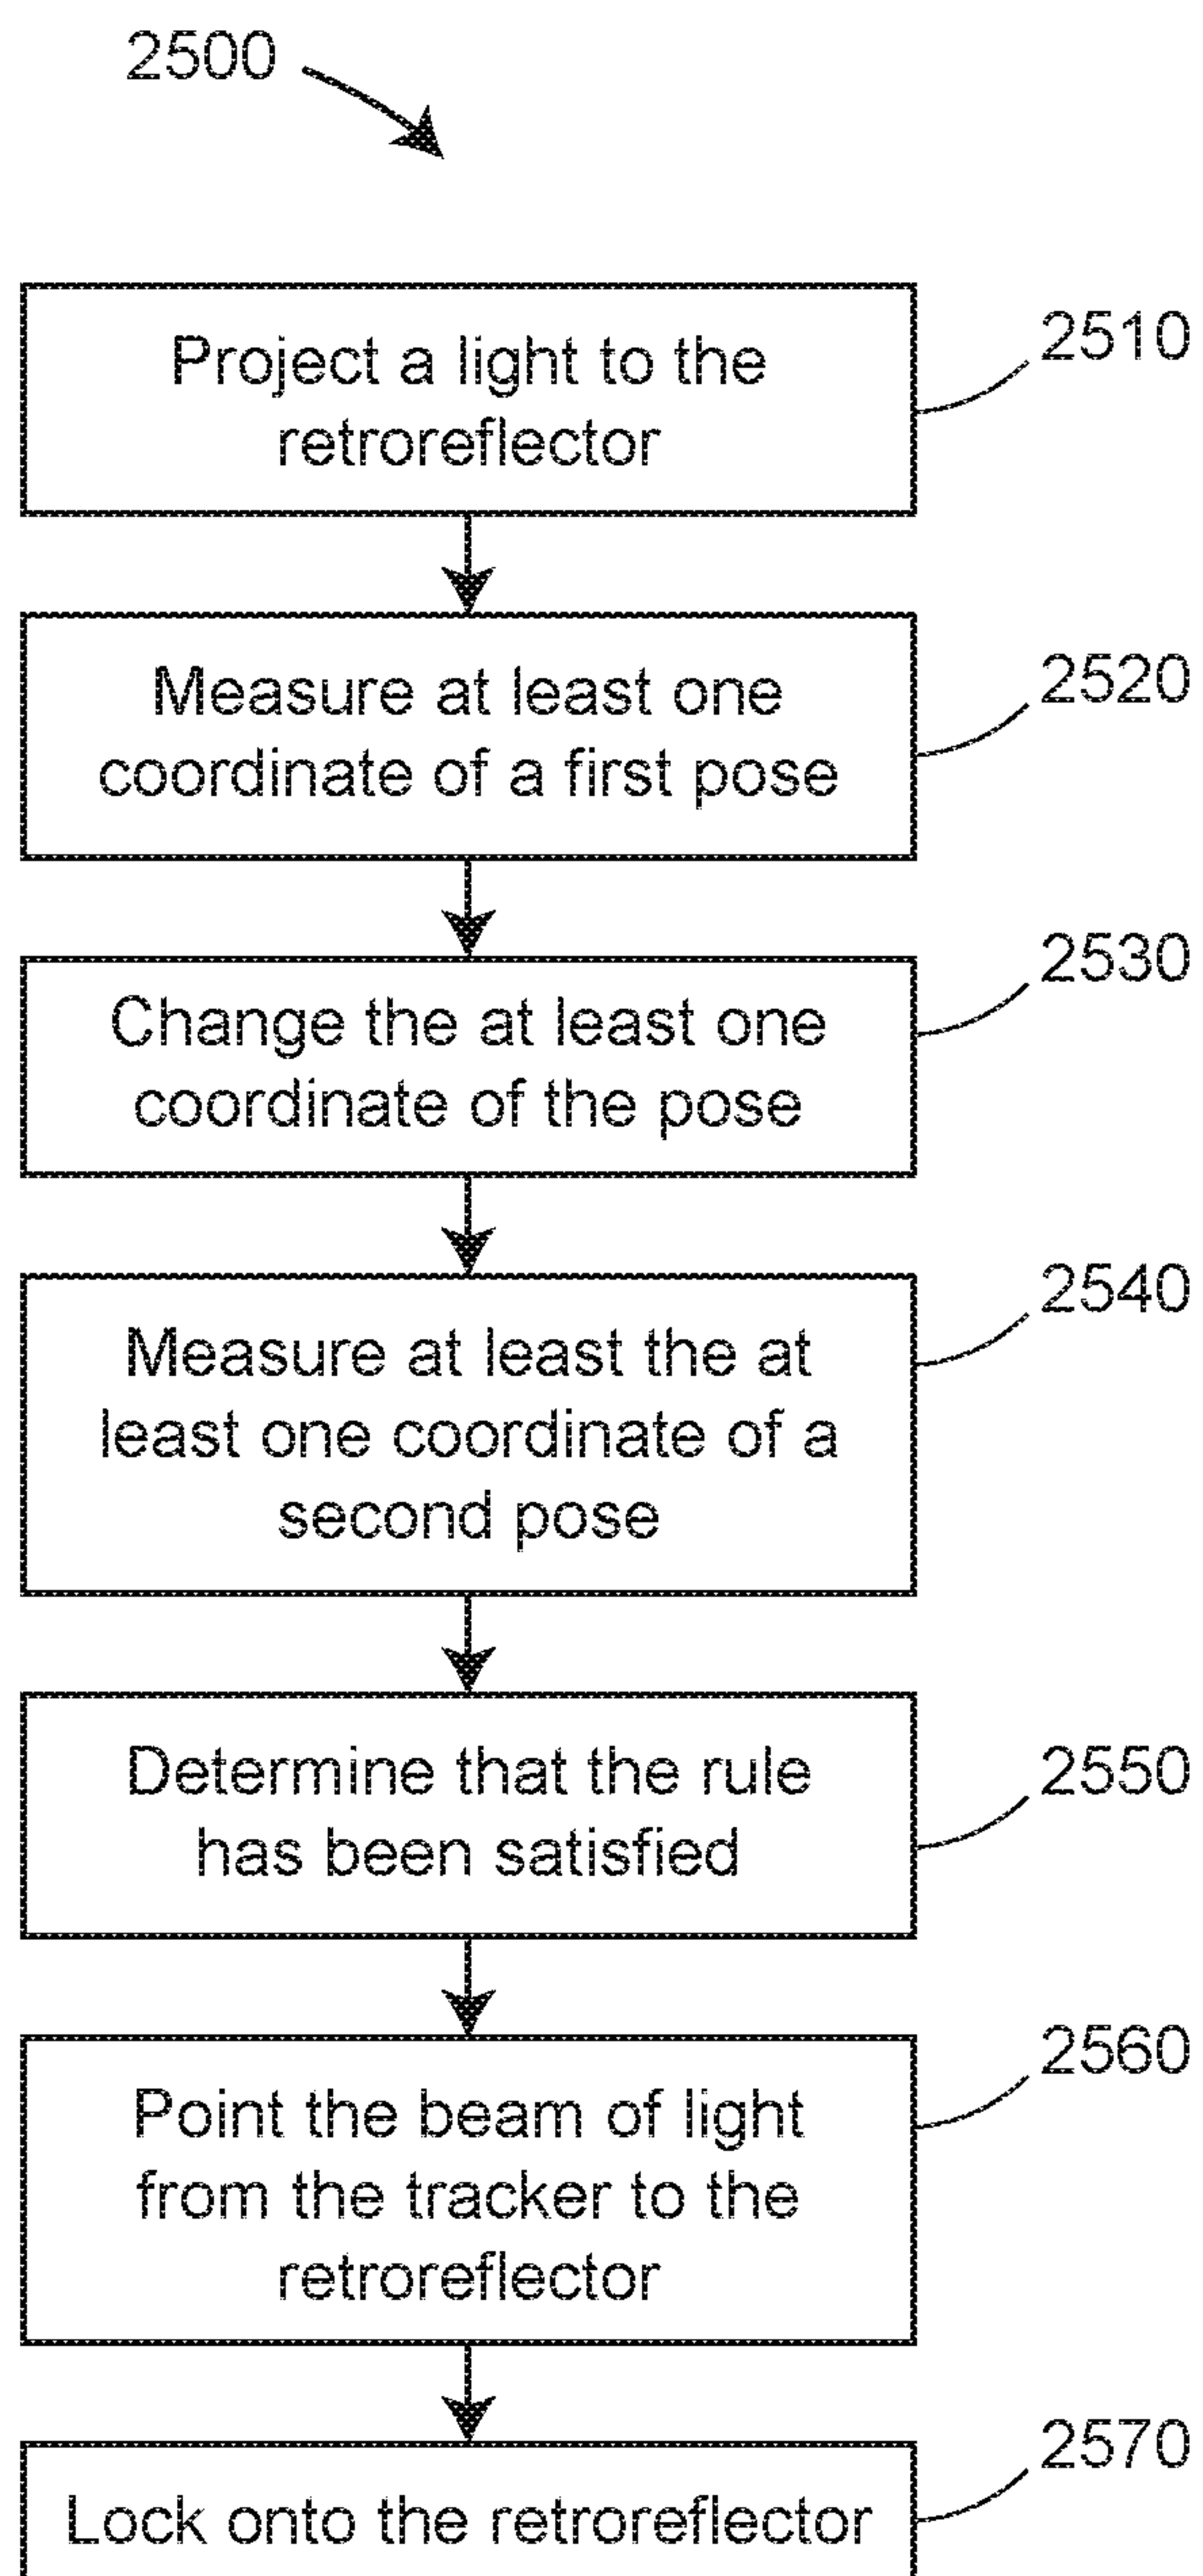 2500
Project a light to the
retroreflector
2510
Measure at least one
coordinate of a first pose
2520
Change the at least one
coordinate of the pose
2530
Measure at least the at
least one coordinate of a
second pose
2540
Determine that the rule
has been satisfied
2550
Point the beam of light
from the tracker to the
retroreflector
2560
Lock onto the retroreflector
2570